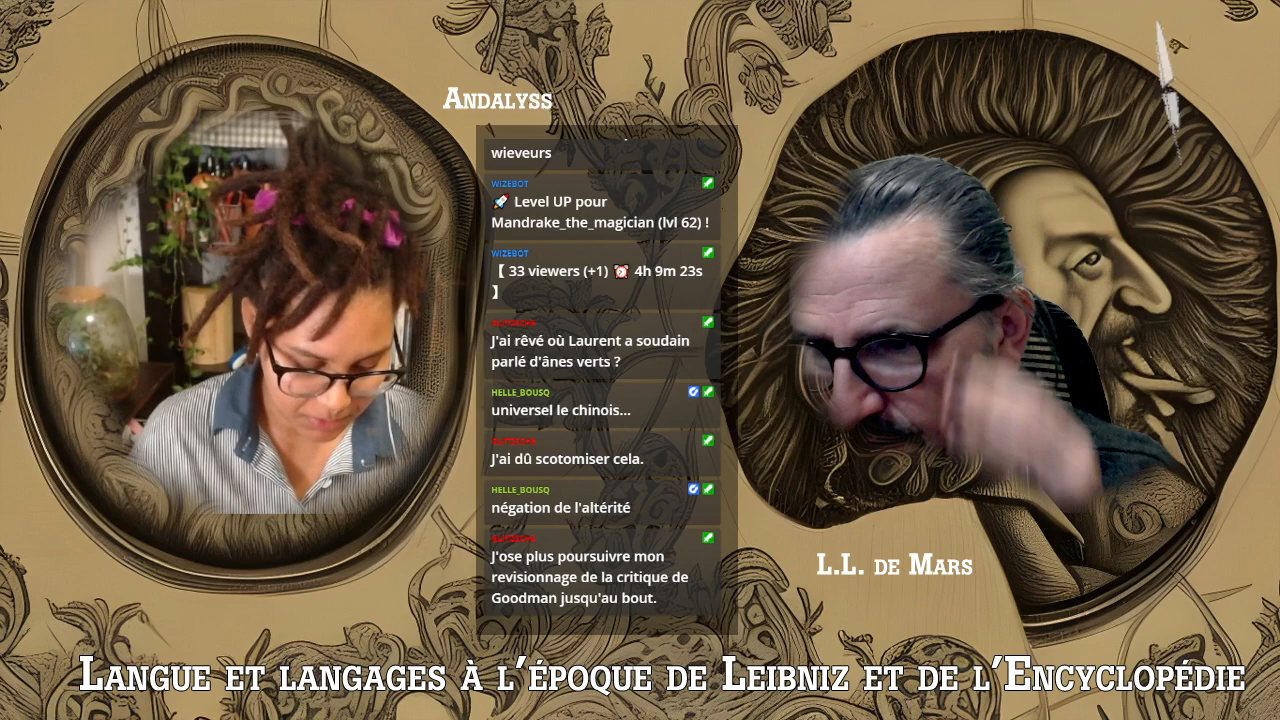 Andalyss
wieveurs
WIZEBOT
Level UP pour
Mandrake_the_magician (lvl 62) !
WIZEBOT
【 33 viewers (+1) 4h 9m 23s
】
J'ai rêvé où Laurent a soudain
parlé d'ânes verts ?
HELLE_BOUSQ
universel le chinois...
J'ai dû scotomiser cela.
HELLE_BOUSQ
négation de l'altérité
J'ose plus poursuivre mon
revisionnage de la critique de
Goodman jusqu'au bout.
L.L. de Mars
Langue et langages à l'époque de Leibniz et de l'Encyclopédie